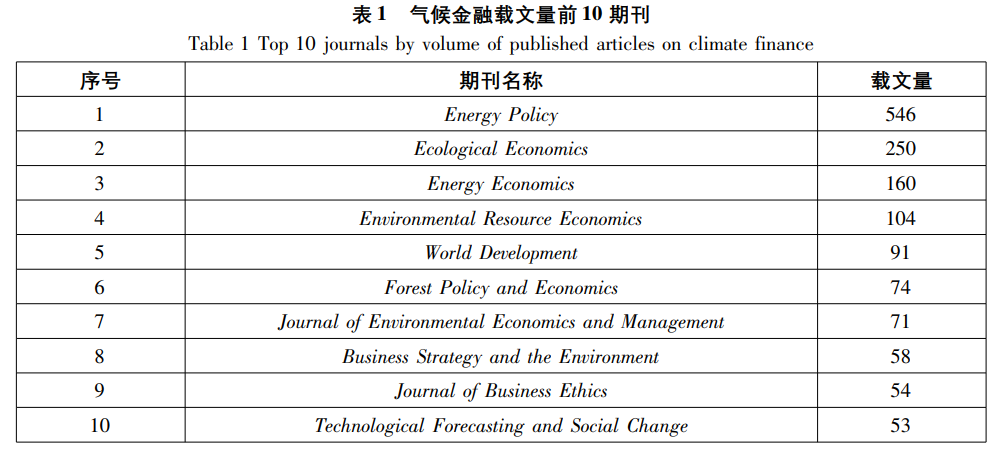 表1 气候金融载文量前10期刊
Table 1 Top 10 journals by volume of published articles on climate finance
序号 期刊名称 载文量
1 Energy Policy 546
2 Ecological Economics 250
3 Energy Economics 160
4 Environmental Resource Economics 104
5 World Development 91
6 Forest Policy and Economics 74
7 Journal of Environmental Economics and Management 71
8 Business Strategy and the Environment 58
9 Journal of Business Ethics 54
10 Technological Forecasting and Social Change 53